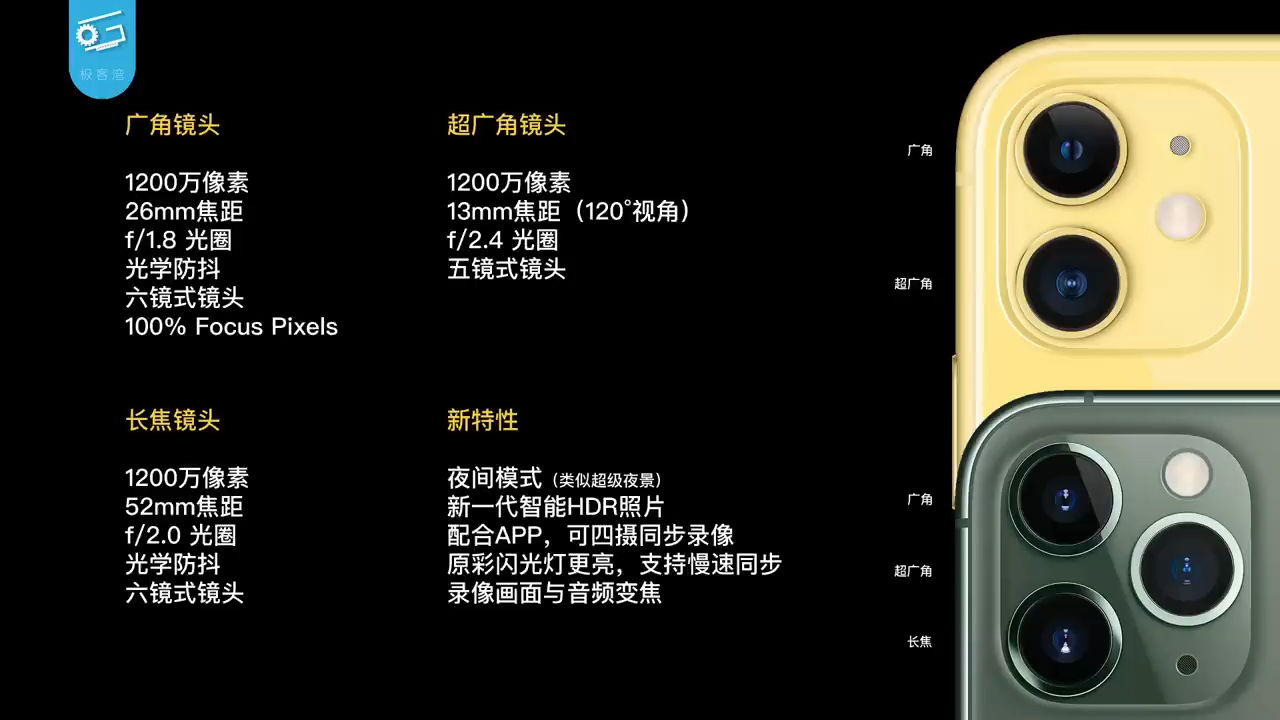 极客湾
广角镜头
1200万像素
26mm焦距
f/1.8 光圈
光学防抖
六镜式镜头
100% Focus Pixels
超广角镜头
1200万像素
13mm焦距（120°视角）
f/2.4 光圈
五镜式镜头
长焦镜头
1200万像素
52mm焦距
f/2.0 光圈
光学防抖
六镜式镜头
新特性
夜间模式（类似超级夜景）
新一代智能HDR照片
配合APP，可四摄同步录像
原彩闪光灯更亮，支持慢速同步
录像画面与音频变焦
广角
超广角
广角
超广角
长焦